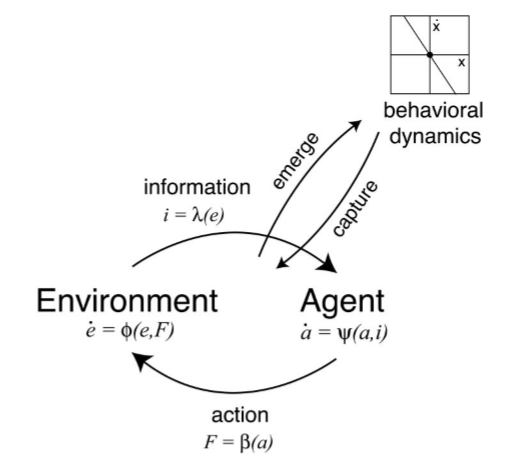 ẋ
x
behavioral
dynamics
emerge
capture
information
i = λ(e)
Environment
ė = ϕ(e,F)
Agent
ȧ = ψ(a,i)
action
F = β(a)